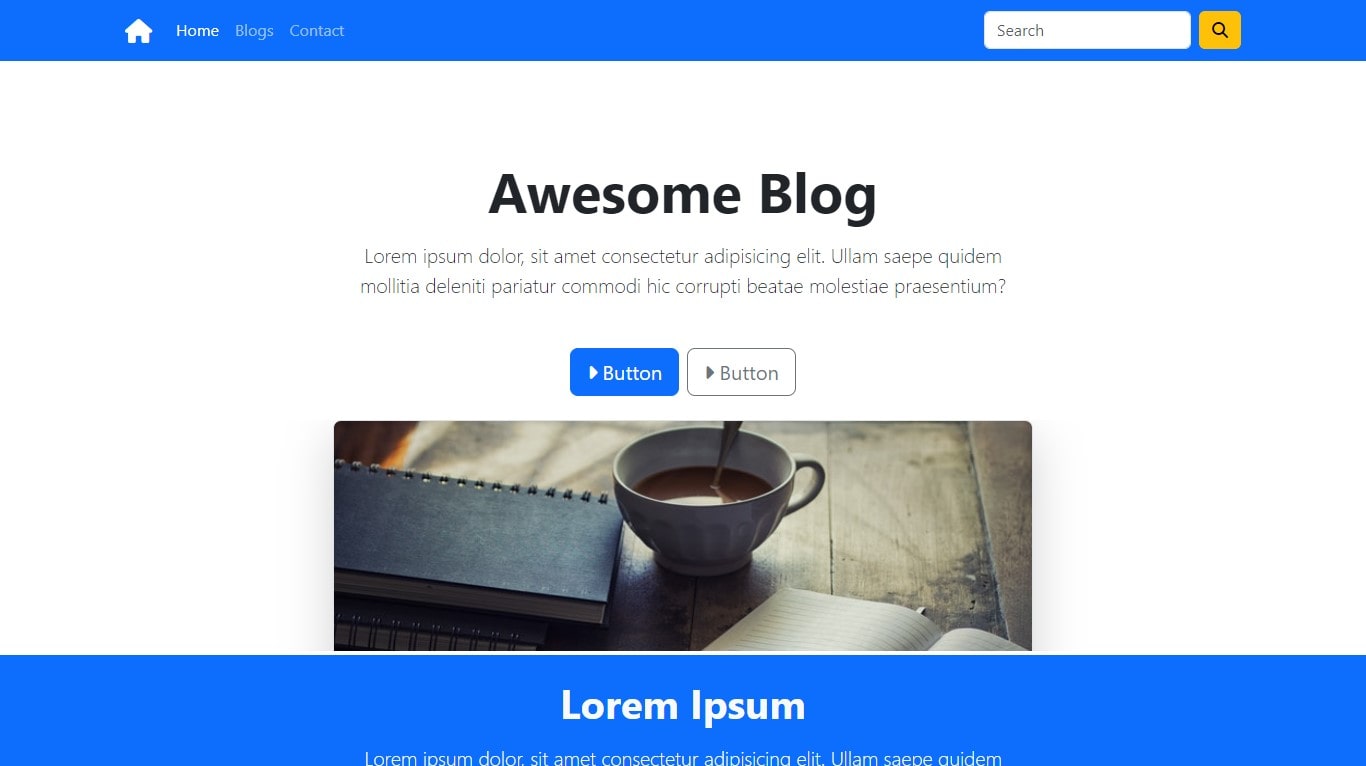 Home Blogs Contact Search
Awesome Blog
Lorem ipsum dolor, sit amet consectetur adipisicing elit. Ullam saepe quidem
mollitia deleniti pariatur commodi hic corrupti beatae molestiae praesentium?
Button Button
Lorem Ipsum
Lorem ipsum dolor, sit amet consectetur adipisicing elit. Ullam saepe quidem